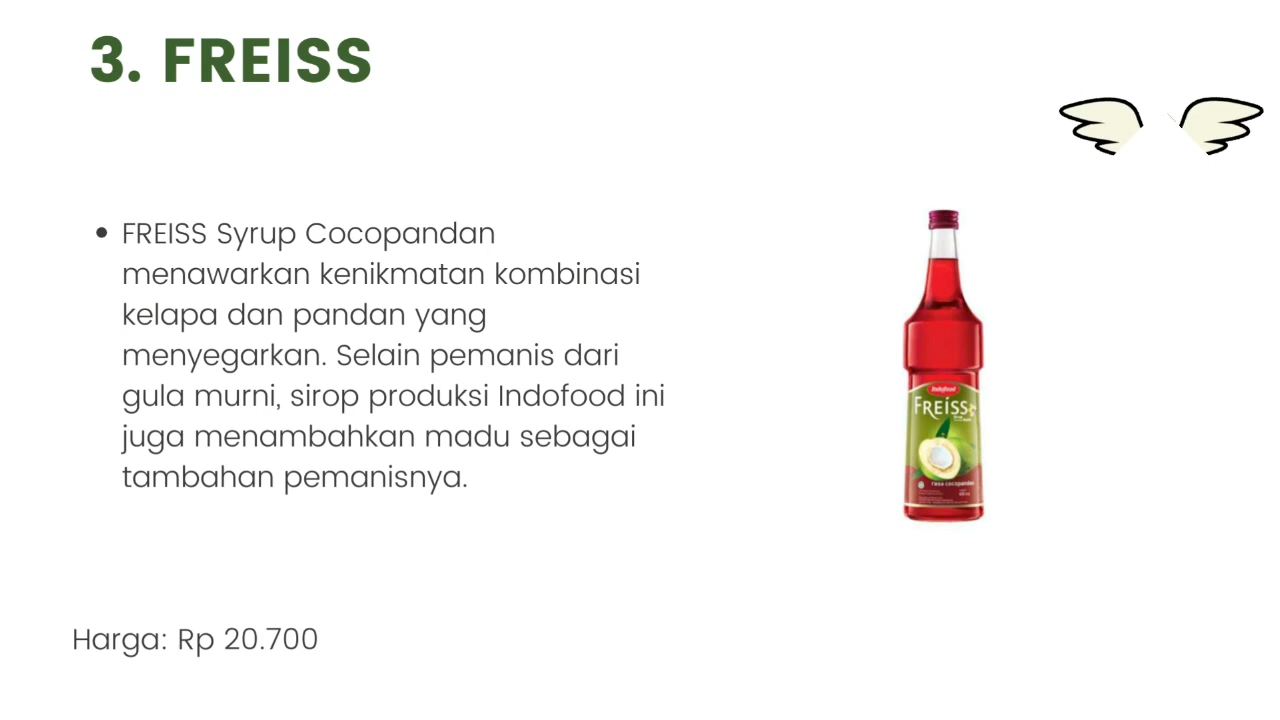 3. FREISS
FREISS Syrup Cocopandan
menawarkan kenikmatan kombinasi
kelapa dan pandan yang
menyegarkan. Selain pemanis dari
gula murni, sirop produksi Indofood ini
juga menambahkan madu sebagai
tambahan pemanisnya.
Indofood
FREISS
rasa cocopandan
Harga: Rp 20.700